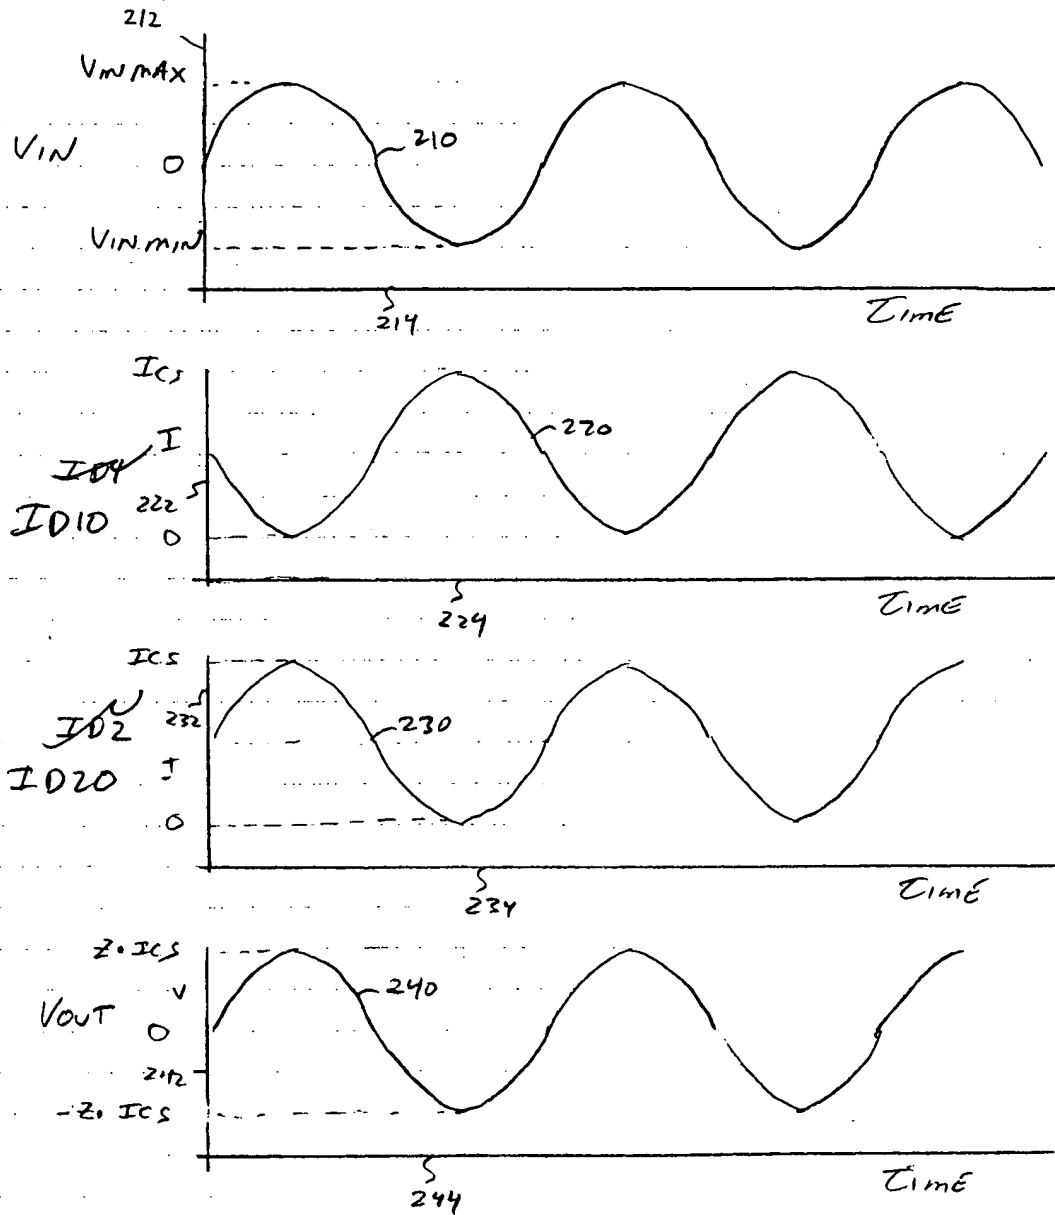 212
VIN MAX
VIN
0
210
VIN MIN
214
TIME
ICS
I
220
ID4
222
ID10
0
224
TIME
ICS
232
ID2
230
ID20
I
0
234
TIME
Z·ICS
V
240
VOUT
0
242
-Z·ICS
244
TIME